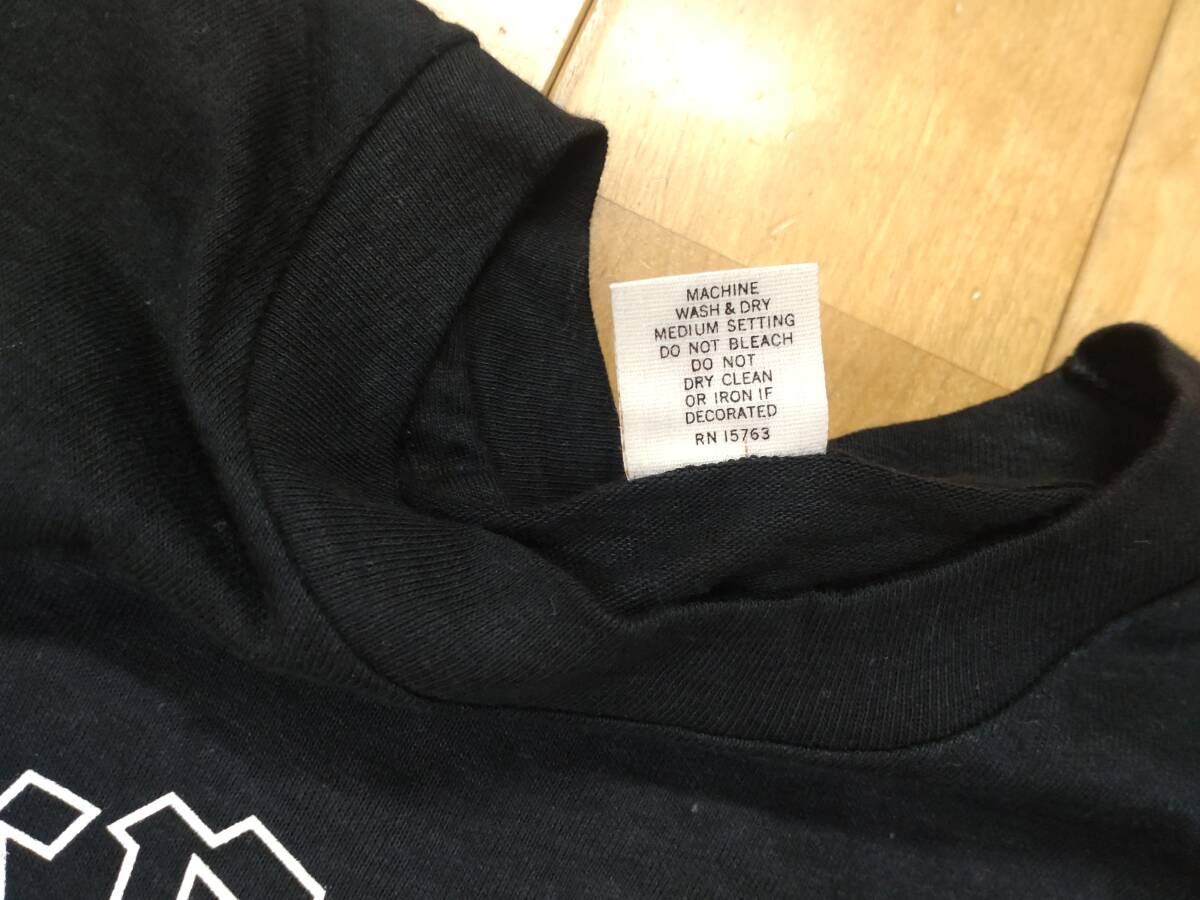 MACHINE
WASH & DRY
MEDIUM SETTING
DO NOT BLEACH
DO NOT
DRY CLEAN
OR IRON IF
DECORATED
RN 15763